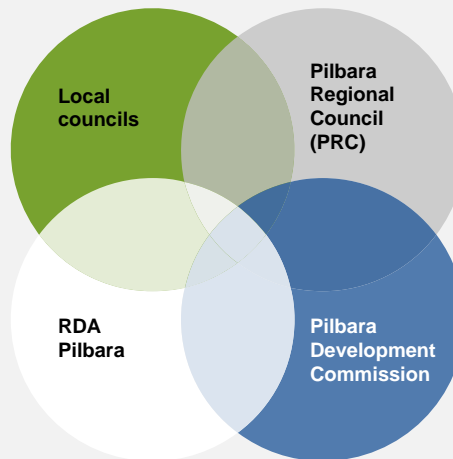 Local
councils
Pilbara
Regional
Council
(PRC)
RDA
Pilbara
Pilbara
Development
Commission